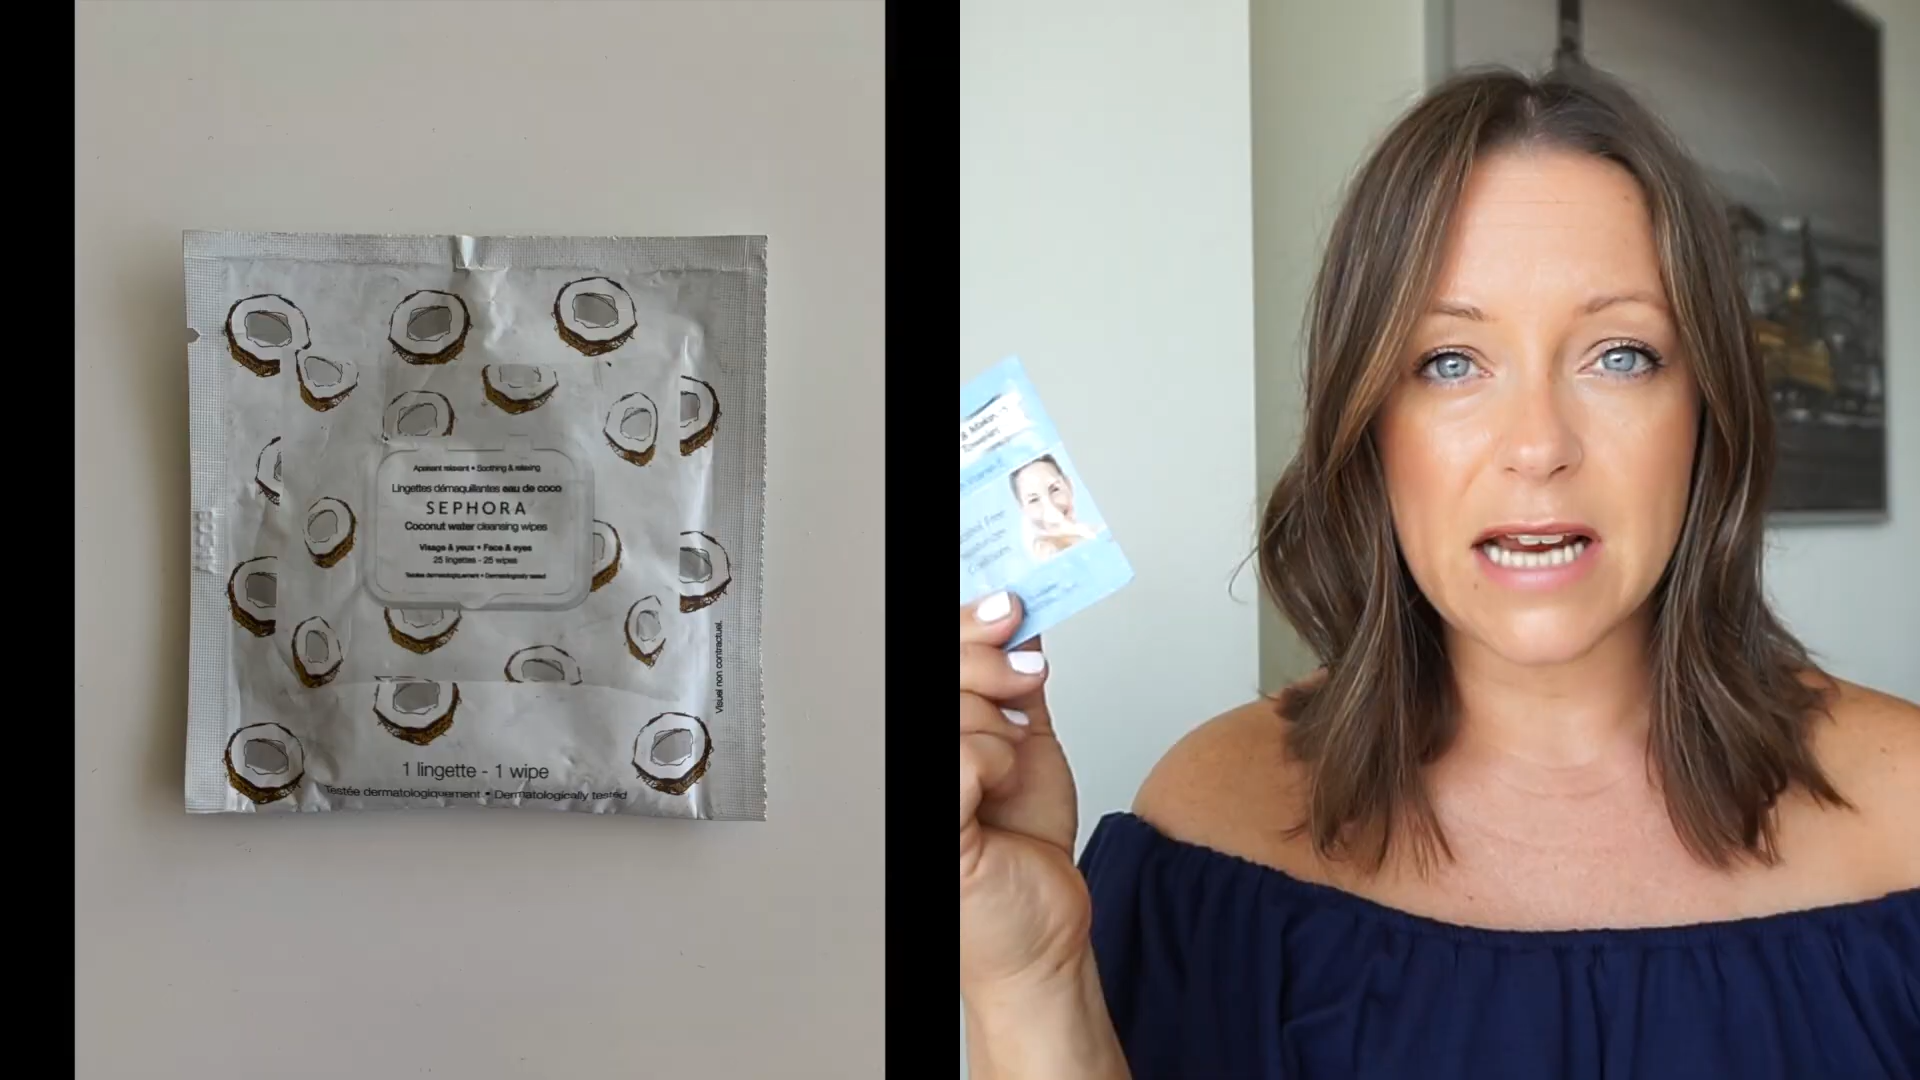 Apaisant relaxant • Soothing & relaxing
Lingettes démaquillantes eau de coco
SEPHORA
Coconut water cleansing wipes
Visage & yeux • Face & eyes
25 lingettes - 25 wipes
Testée dermatologiquement • Dermatologically tested
Visuel non contractuel.
1 lingette - 1 wipe
Testée dermatologiquement • Dermatologically tested
Free